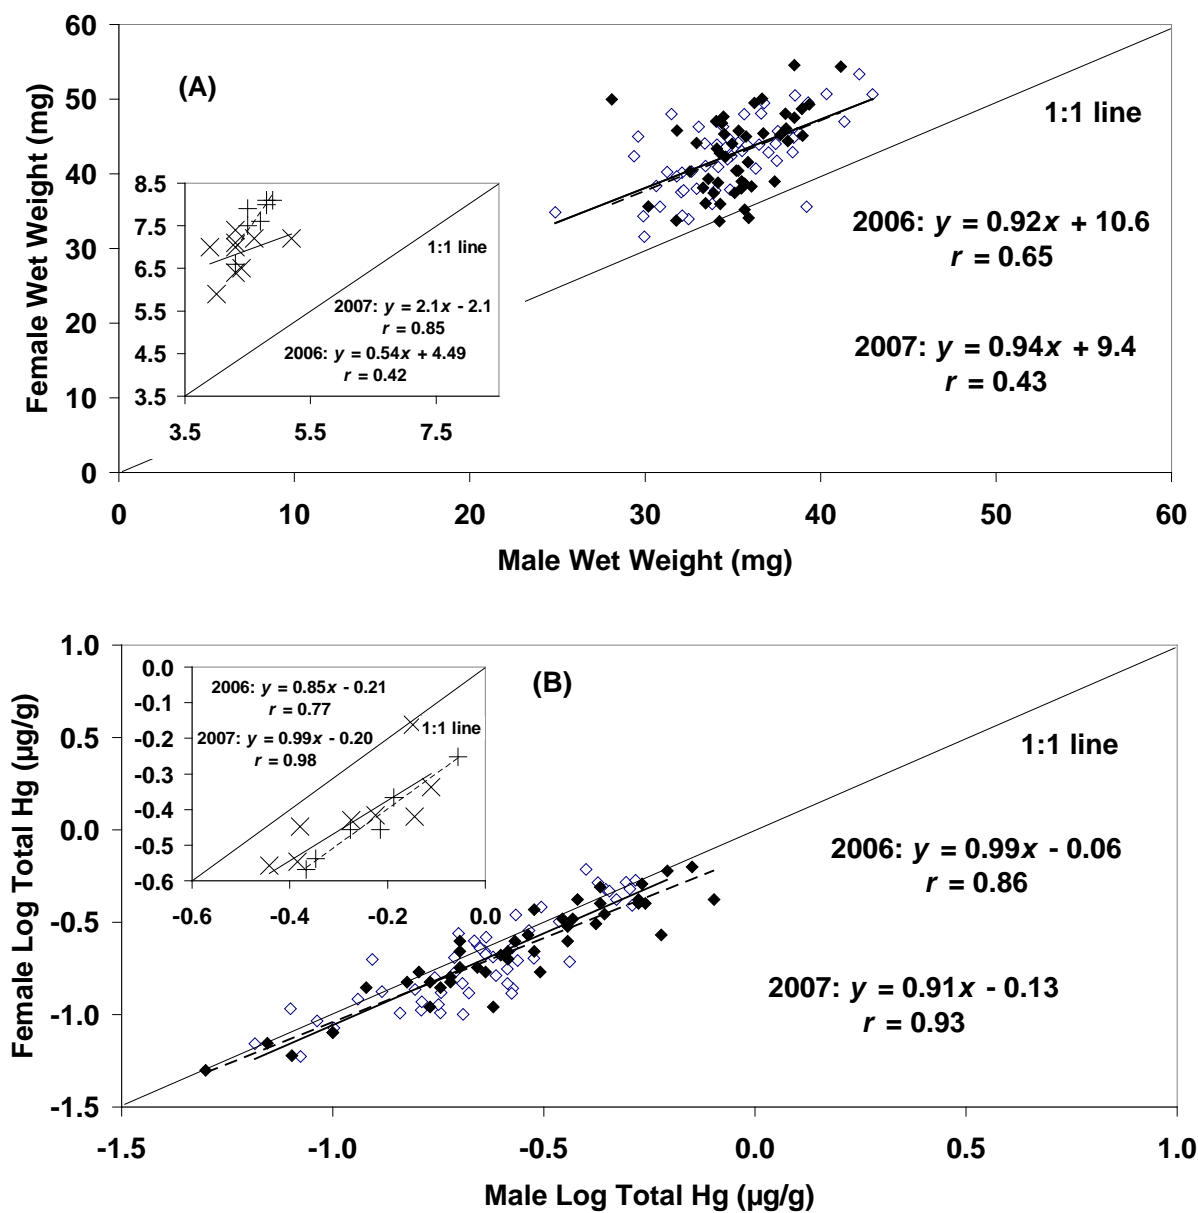 60
50
40
30
20
10
0
Female Wet Weight (mg)
(A)
1:1 line
2006: y = 0.92x + 10.6
r = 0.65
2007: y = 0.94x + 9.4
r = 0.43
8.5
7.5
6.5
5.5
4.5
3.5
1:1 line
2007: y = 2.1x - 2.1
r = 0.85
2006: y = 0.54x + 4.49
r = 0.42
3.5 5.5 7.5
0 10 20 30 40 50 60
Male Wet Weight (mg)
1.0
0.5
0.0
-0.5
-1.0
-1.5
Female Log Total Hg (µg/g)
(B)
1:1 line
2006: y = 0.99x - 0.06
r = 0.86
2007: y = 0.91x - 0.13
r = 0.93
0.0
-0.1
-0.2
-0.3
-0.4
-0.5
-0.6
2006: y = 0.85x - 0.21
r = 0.77
1:1 line
2007: y = 0.99x - 0.20
r = 0.98
-0.6 -0.4 -0.2 0.0
-1.5 -1.0 -0.5 0.0 0.5 1.0
Male Log Total Hg (µg/g)